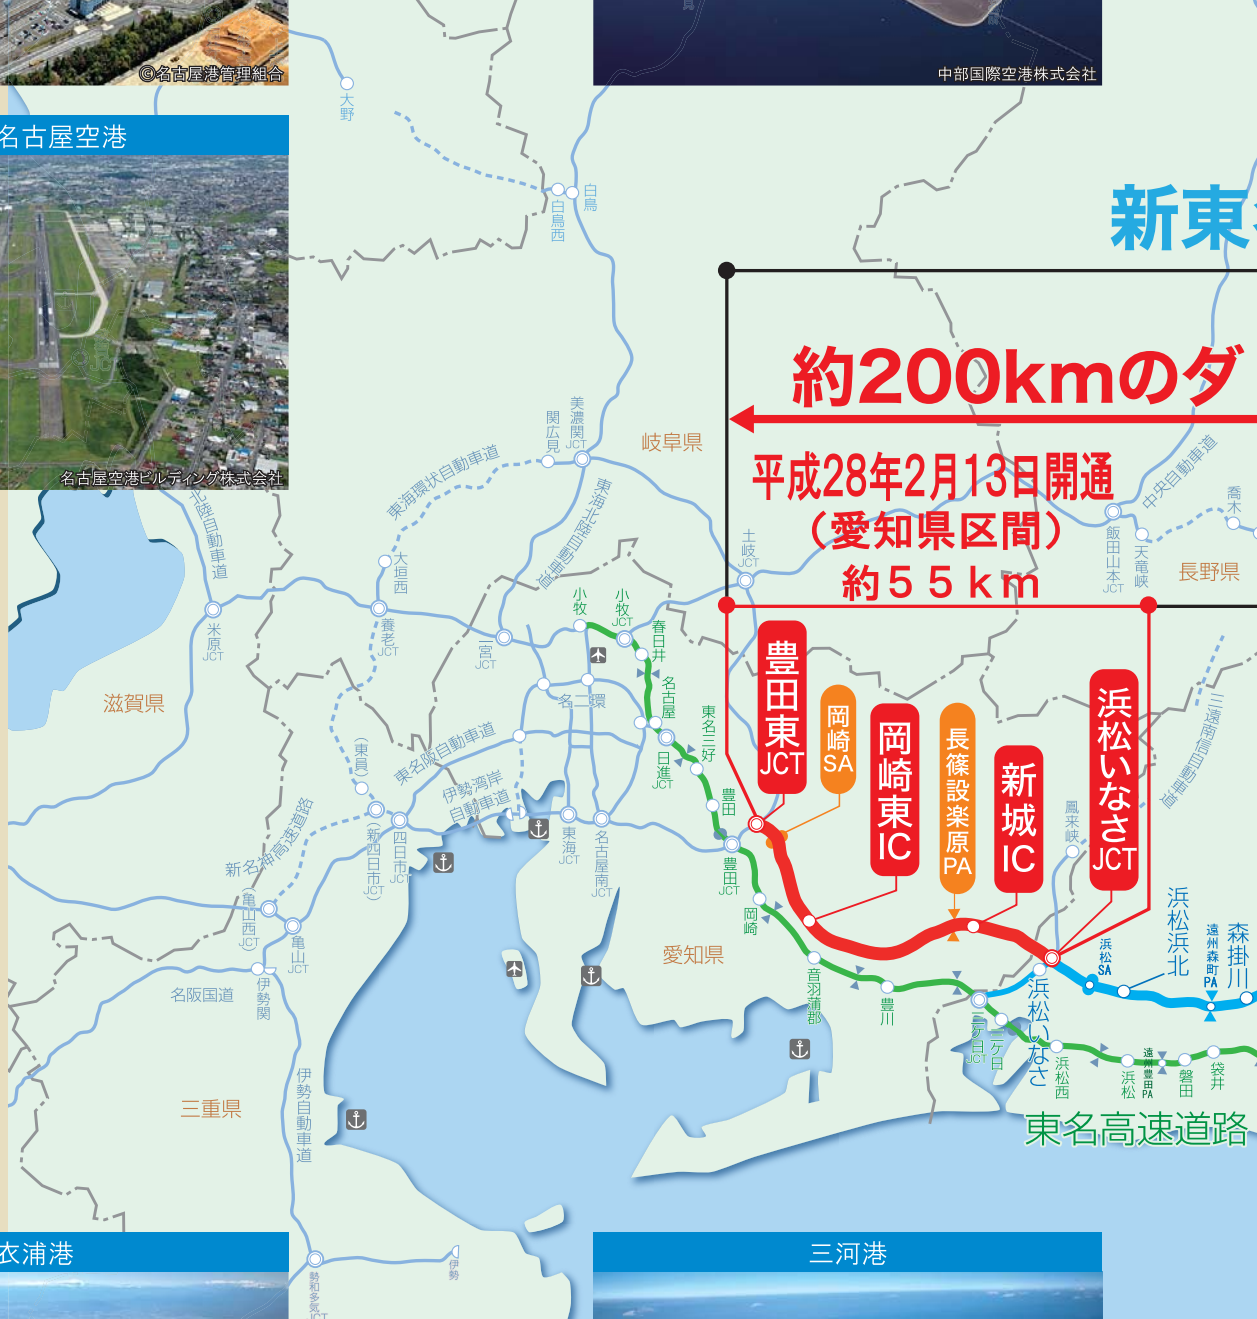 ©名古屋港管理組合
中部国際空港株式会社
大野
名古屋空港
白鳥
白鳥西
新東
約200kmのダ
美濃関JCT
関広見
岐阜県
東海環状自動車道
平成28年2月13日開通
(愛知県区間)
約55km
中央自動車道
名古屋空港ビルディング株式会社
北陸自動車道
東海北陸自動車道
喬木
飯田山本JCT
天竜峡
土岐JCT
大垣西
長野県
小牧
小牧JCT
米原JCT
養老JCT
一宮JCT
春日井
豊田東JCT
名古屋
名二環
滋賀県
岡崎SA
岡崎東IC
長篠設楽原PA
新城IC
浜松いなさJCT
三遠南信自動車道
東名三好
日進JCT
東名阪自動車道
(東員)
伊勢湾岸自動車道
豊田
鳳来峡
新名神高速道路
(新四日市JCT)
四日市JCT
東海JCT
名古屋南JCT
豊田JCT
(亀山西JCT)
亀山JCT
岡崎
愛知県
浜松浜北
森掛川
遠州森町PA
浜松SA
伊勢関
名阪国道
音羽蒲郡
豊川
浜松いなさ
三ケ日JCT
三ケ日
浜松西
浜松
遠州豊田PA
磐田
袋井
三重県
伊勢自動車道
東名高速道路
衣浦港
三河港
伊勢
勢和多気JCT